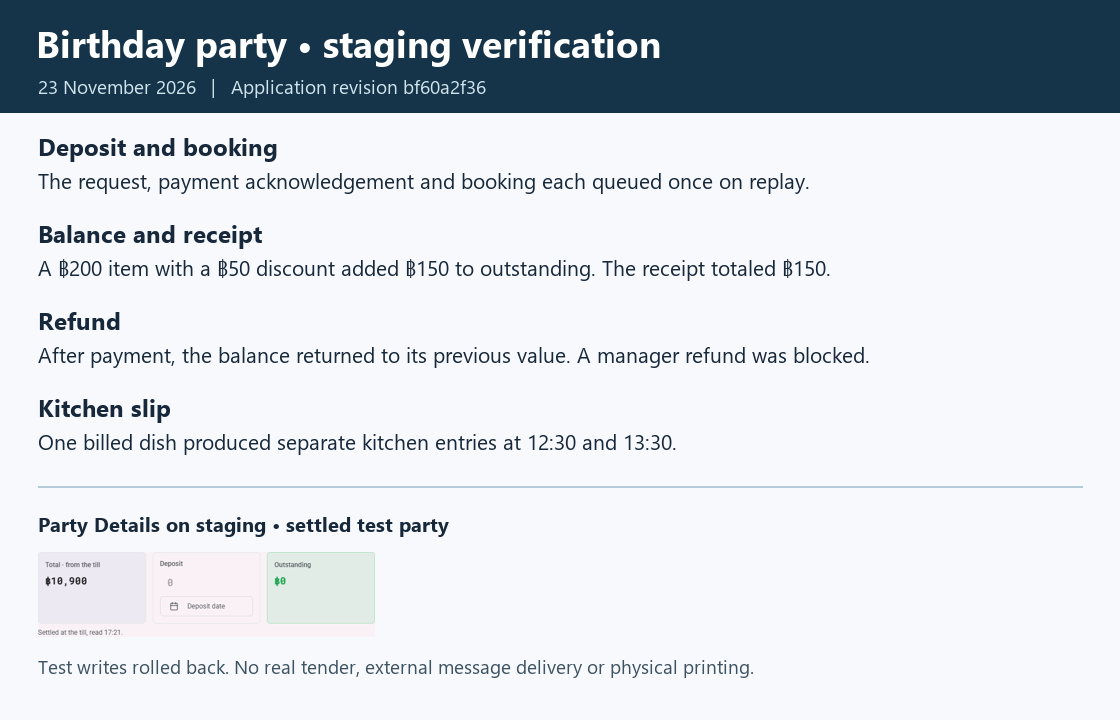 Birthday party • staging verification
23 November 2026 | Application revision bf60a2f36
Deposit and booking
The request, payment acknowledgement and booking each queued once on replay.
Balance and receipt
A ฿200 item with a ฿50 discount added ฿150 to outstanding. The receipt totaled ฿150.
Refund
After payment, the balance returned to its previous value. A manager refund was blocked.
Kitchen slip
One billed dish produced separate kitchen entries at 12:30 and 13:30.
Party Details on staging • settled test party
Total · from the till
฿10,900
Deposit
0
Deposit date
Outstanding
฿0
Settled at the till, read 17:21.
Test writes rolled back. No real tender, external message delivery or physical printing.